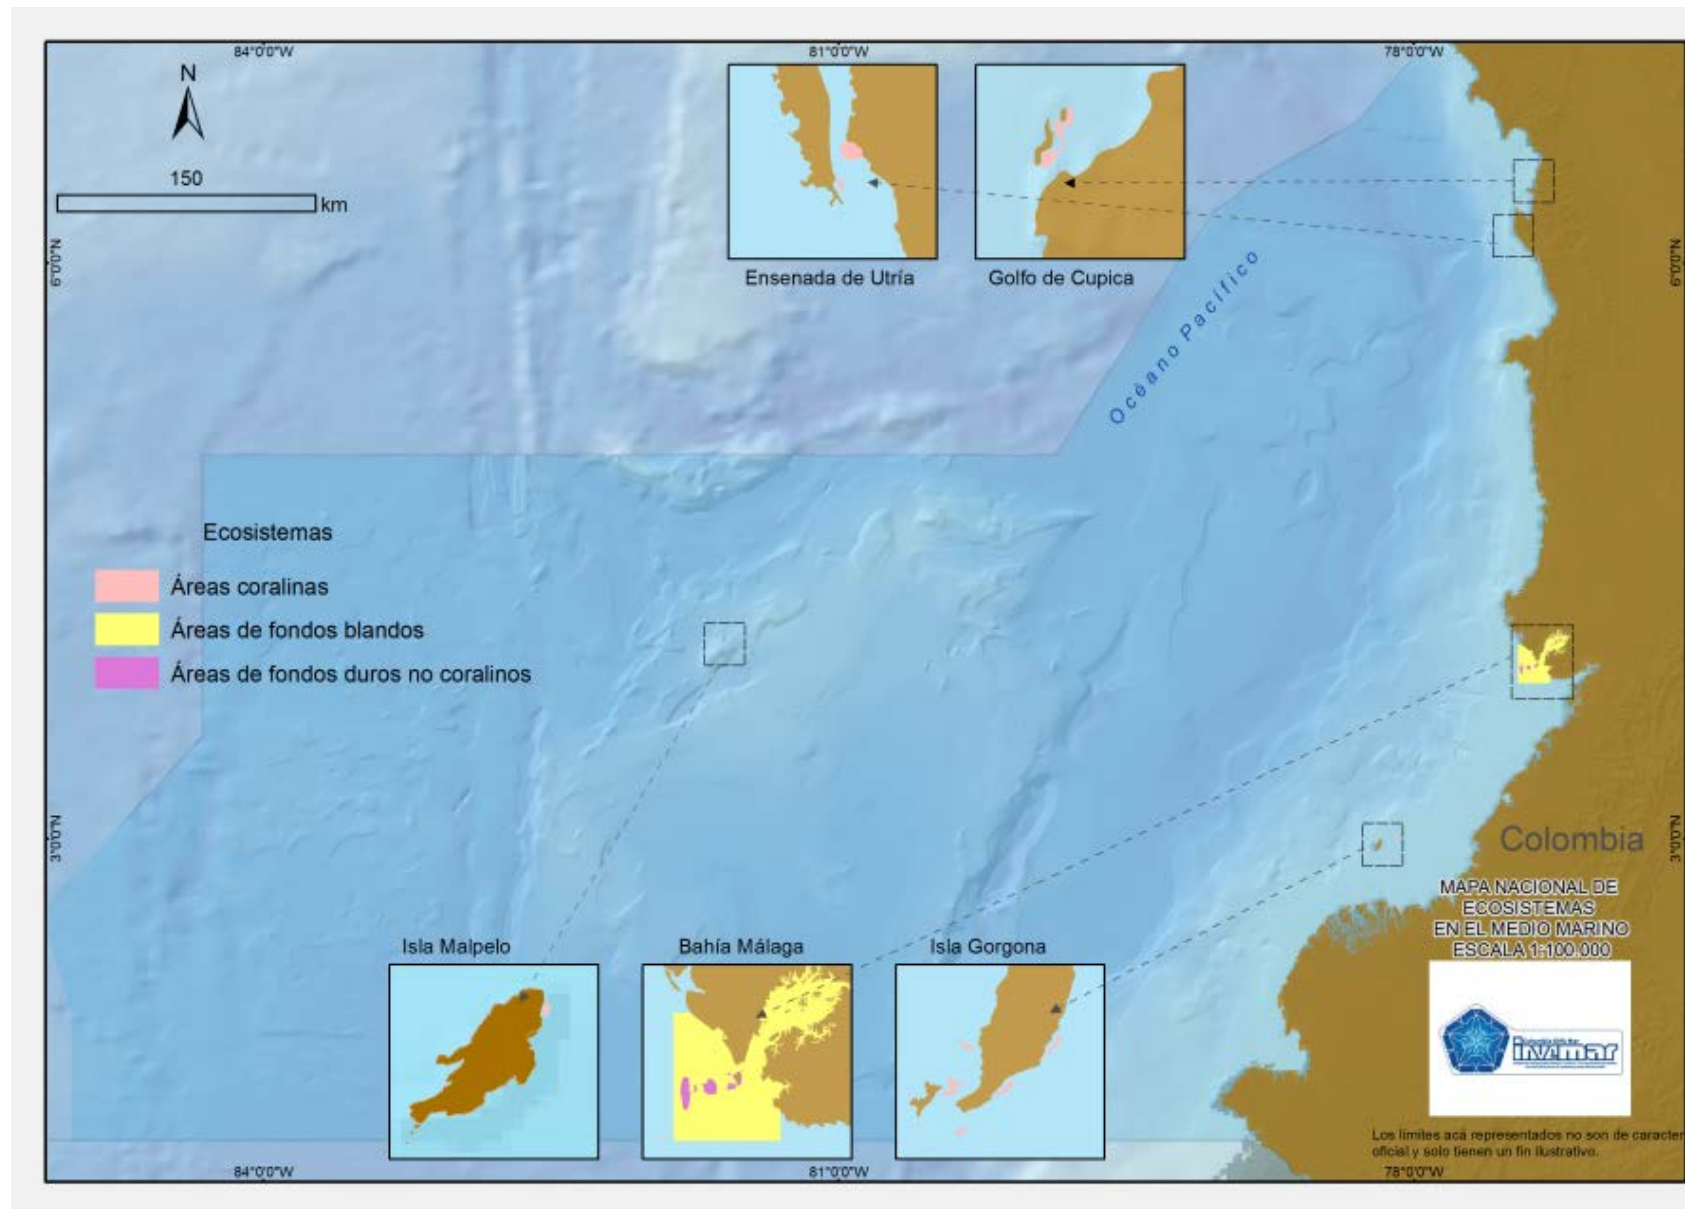 84°0'0"W
81°0'0"W
78°0'0"W
N
150
km
6°0'0"N
6°0'0"N
Ensenada de Utría
Golfo de Cupica
Océano Pacífico
Ecosistemas
Áreas coralinas
Áreas de fondos blandos
Áreas de fondos duros no coralinos
3°0'0"N
3°0'0"N
Colombia
MAPA NACIONAL DE
ECOSISTEMAS
EN EL MEDIO MARINO
ESCALA 1:100.000
Isla Malpelo
Bahía Málaga
Isla Gorgona
invemar
Los límites acá representados no son de caracter
oficial y solo tienen un fin ilustrativo.
84°0'0"W
81°0'0"W
78°0'0"W